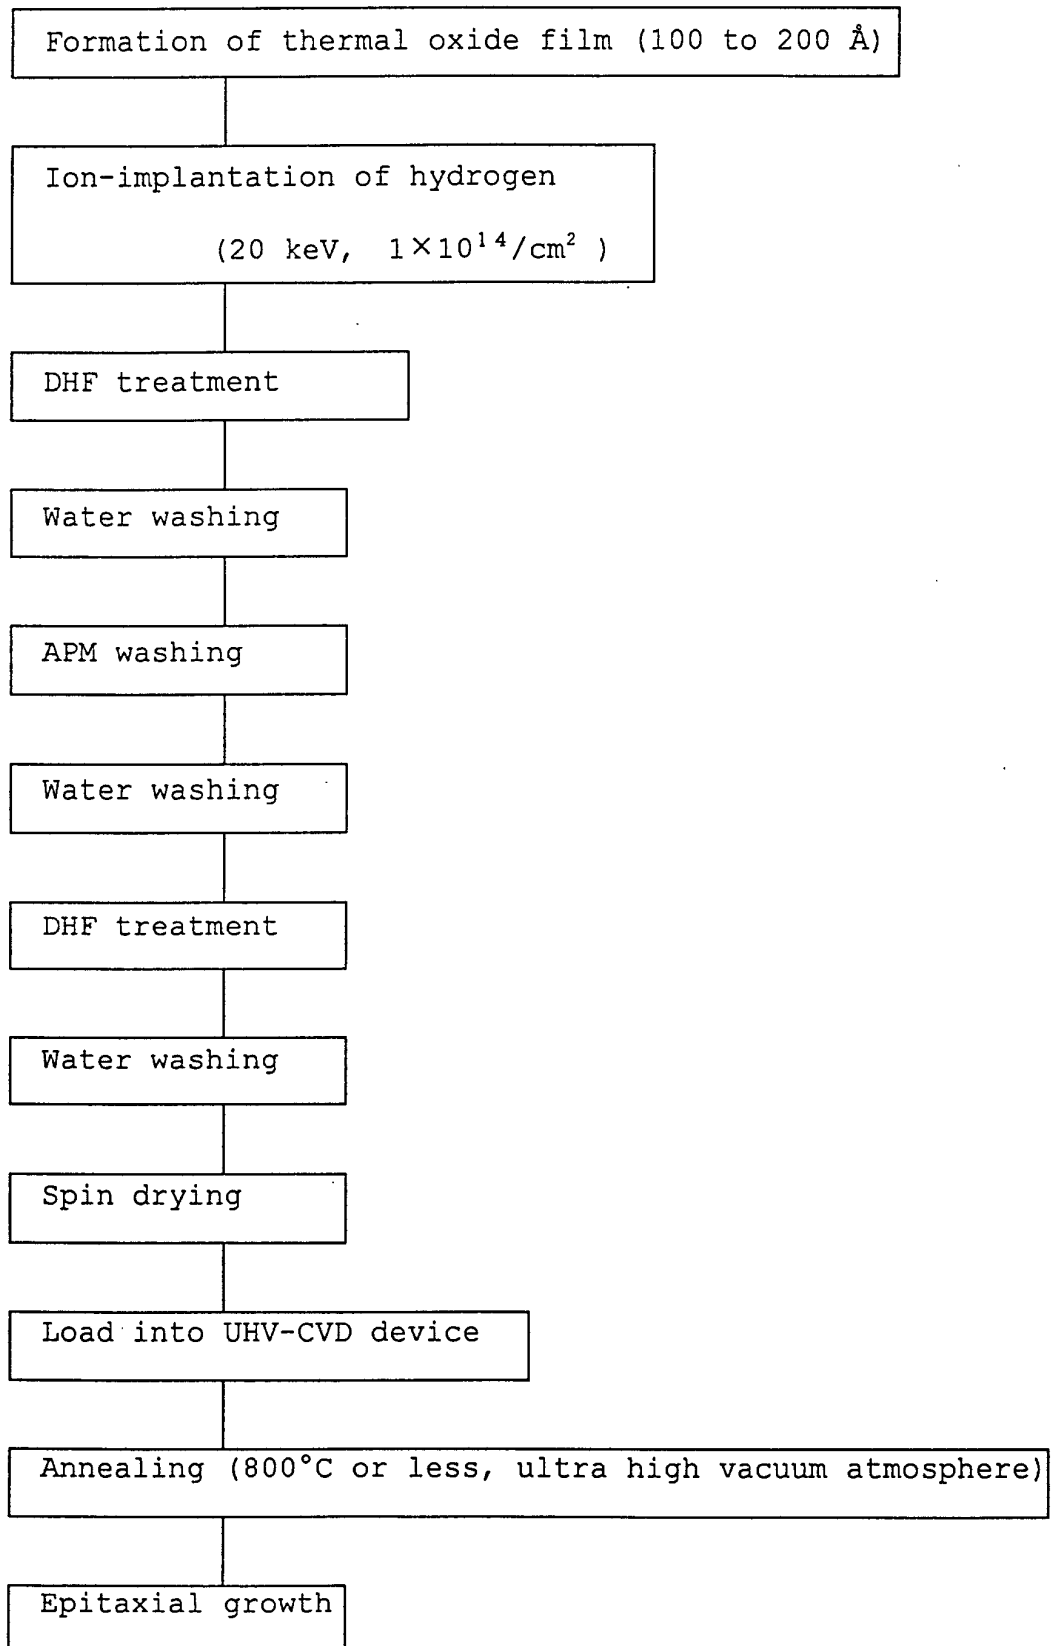 Formation of thermal oxide film (100 to 200 Å)
Ion-implantation of hydrogen
(20 keV, 1×10¹⁴/cm² )
DHF treatment
Water washing
APM washing
Water washing
DHF treatment
Water washing
Spin drying
Load into UHV-CVD device
Annealing (800°C or less, ultra high vacuum atmosphere)
Epitaxial growth